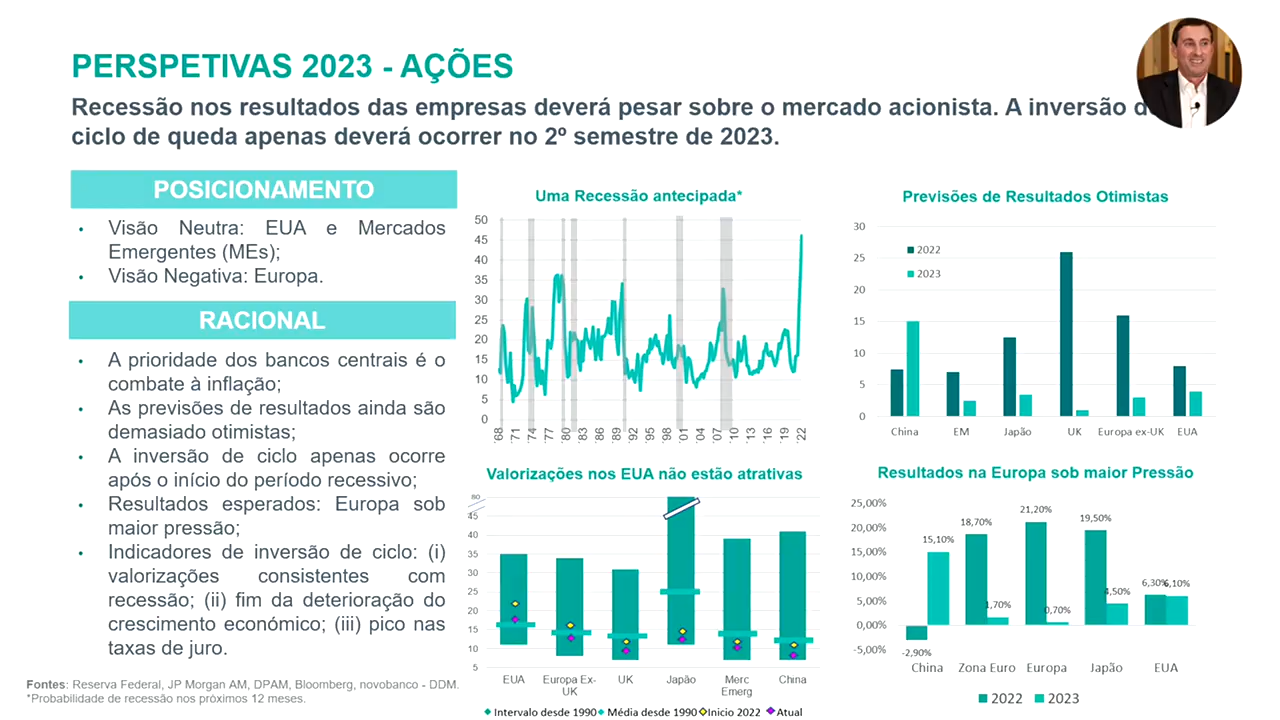 PERSPETIVAS 2023 - AÇÕES
Recessão nos resultados das empresas deverá pesar sobre o mercado acionista. A inversão
ciclo de queda apenas deverá ocorrer no 2º semestre de 2023.
POSICIONAMENTO
• Visão Neutra: EUA e Mercados
Emergentes (MEs);
• Visão Negativa: Europa.
RACIONAL
• A prioridade dos bancos centrais é o
combate à inflação;
• As previsões de resultados ainda são
demasiado otimistas;
• A inversão de ciclo apenas ocorre
após o início do período recessivo;
• Resultados esperados: Europa sob
maior pressão;
• Indicadores de inversão de ciclo: (i)
valorizações consistentes com
recessão; (ii) fim da deterioração do
crescimento económico; (iii) pico nas
taxas de juro.
Uma Recessão antecipada*
50
45
40
35
30
25
20
15
10
5
0
'68 '71 '74 '77 '80 '83 '86 '89 '92 '95 '98 '01 '04 '07 '10 '13 '16 '19 '22
Previsões de Resultados Otimistas
30
25
20
15
10
5
0
2022
2023
China EM Japão UK Europa ex-UK EUA
Valorizações nos EUA não estão atrativas
80
45
35
25
20
15
10
5
EUA Europa Ex-UK UK Japão Merc Emerg China
Intervalo desde 1990 Média desde 1990 Inicio 2022 Atual
Resultados na Europa sob maior Pressão
25,00%
20,00%
15,00%
10,00%
5,00%
0,00%
-5,00%
-2,90% 15,10% 18,70% 1,70% 21,20% 0,70% 19,50% 4,50% 6,30% 6,10%
China Zona Euro Europa Japão EUA
2022 2023
Fontes: Reserva Federal, JP Morgan AM, DPAM, Bloomberg, novobanco - DDM.
*Probabilidade de recessão nos próximos 12 meses.